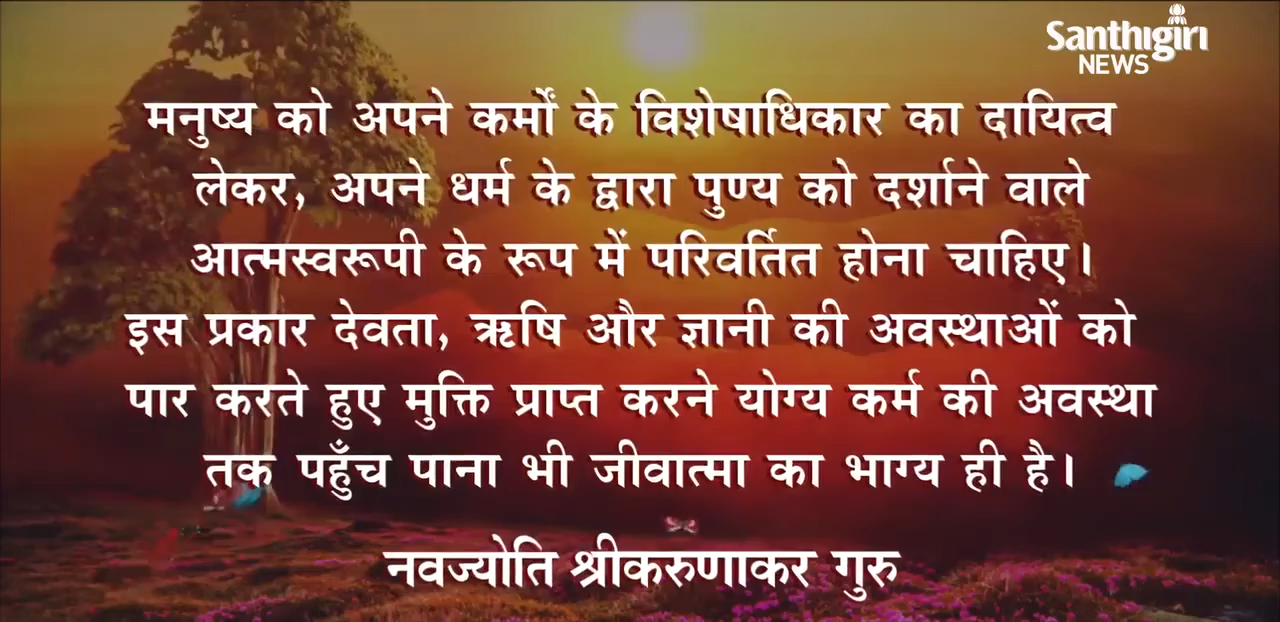 Santhigiri
NEWS
मनुष्य को अपने कर्मों के विशेषाधिकार का दायित्व
लेकर, अपने धर्म के द्वारा पुण्य को दर्शाने वाले
आत्मस्वरूपी के रूप में परिवर्तित होना चाहिए।
इस प्रकार देवता, ऋषि और ज्ञानी की अवस्थाओं को
पार करते हुए मुक्ति प्राप्त करने योग्य कर्म की अवस्था
तक पहुँच पाना भी जीवात्मा का भाग्य ही है।
नवज्योति श्रीकरुणाकर गुरु